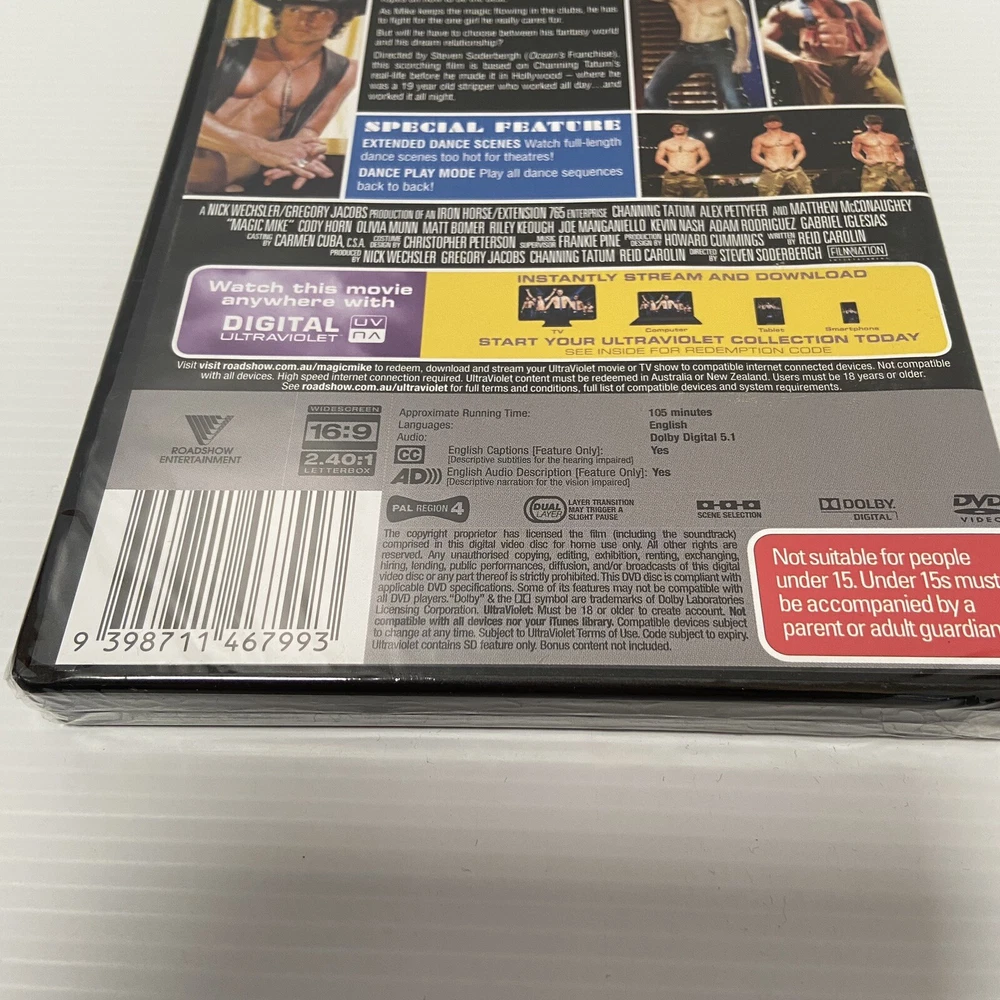 As Mike keeps the magic flowing in the clubs, he has
to fight for the one girl he really cares for.
But will he have to choose between his fantasy world
and his dream relationship?
Directed by Steven Soderbergh (Ocean's Franchise),
this scorching film is based on Channing Tatum's
real-life before he made it in Hollywood – where he
was a 19 year old stripper who worked all day...and
worked it all night.
SPECIAL FEATURE
EXTENDED DANCE SCENES Watch full-length
dance scenes too hot for theatres!
DANCE PLAY MODE Play all dance sequences
back to back!
A NICK WECHSLER/GREGORY JACOBS PRODUCTION OF AN IRON HORSE/EXTENSION 765 ENTERPRISE CHANNING TATUM ALEX PETTYFER AND MATTHEW McCONAUGHEY
"MAGIC MIKE" CODY HORN OLIVIA MUNN MATT BOMER RILEY KEOUGH JOE MANGANIELLO KEVIN NASH ADAM RODRIGUEZ GABRIEL IGLESIAS
CASTING BY CARMEN CUBA, C.S.A. COSTUME DESIGN BY CHRISTOPHER PETERSON MUSIC SUPERVISOR FRANKIE PINE PRODUCTION DESIGN BY HOWARD CUMMINGS WRITTEN BY REID CAROLIN
PRODUCED BY NICK WECHSLER GREGORY JACOBS CHANNING TATUM REID CAROLIN DIRECTED BY STEVEN SODERBERGH FILMNATION ENTERTAINMENT
Watch this movie
anywhere with
DIGITAL
ULTRAVIOLET
UV
INSTANTLY STREAM AND DOWNLOAD
TV Computer Tablet Smartphone
START YOUR ULTRAVIOLET COLLECTION TODAY
SEE INSIDE FOR REDEMPTION CODE
Visit visit roadshow.com.au/magicmike to redeem, download and stream your UltraViolet movie or TV show to compatible internet connected devices. Not compatible
with all devices. High speed internet connection required. UltraViolet content must be redeemed in Australia or New Zealand. Users must be 18 years or older.
See roadshow.com.au/ultraviolet for full terms and conditions, full list of compatible devices and system requirements.
ROADSHOW
ENTERTAINMENT
WIDESCREEN
16:9
2.40:1
LETTERBOX
Approximate Running Time: 105 minutes
Languages: English
Audio: Dolby Digital 5.1
CC English Captions [Feature Only]: Yes
[Descriptive subtitles for the hearing impaired]
AD))) English Audio Description [Feature Only]: Yes
[Descriptive narration for the vision impaired]
PAL REGION 4
DUAL LAYER
LAYER TRANSITION
MAY TRIGGER A
SLIGHT PAUSE
SCENE SELECTION
DOLBY
DIGITAL
DVD
VIDEO
The copyright proprietor has licensed the film (including the soundtrack)
comprised in this digital video disc for home use only. All other rights are
reserved. Any unauthorised copying, editing, exhibition, renting, exchanging,
hiring, lending, public performances, diffusion, and/or broadcasts of this digital
video disc or any part thereof is strictly prohibited. This DVD disc is compliant with
applicable DVD specifications. Some of its features may not be compatible with
all DVD players. "Dolby" & the symbol are trademarks of Dolby Laboratories
Licensing Corporation. UltraViolet: Must be 18 or older to create account. Not
compatible with all devices nor your iTunes library. Compatible devices subject
to change at any time. Subject to UltraViolet Terms of Use. Code subject to expiry.
Ultraviolet contains SD feature only. Bonus content not included.
Not suitable for people
under 15. Under 15s must
be accompanied by a
parent or adult guardian
9 398711 467993